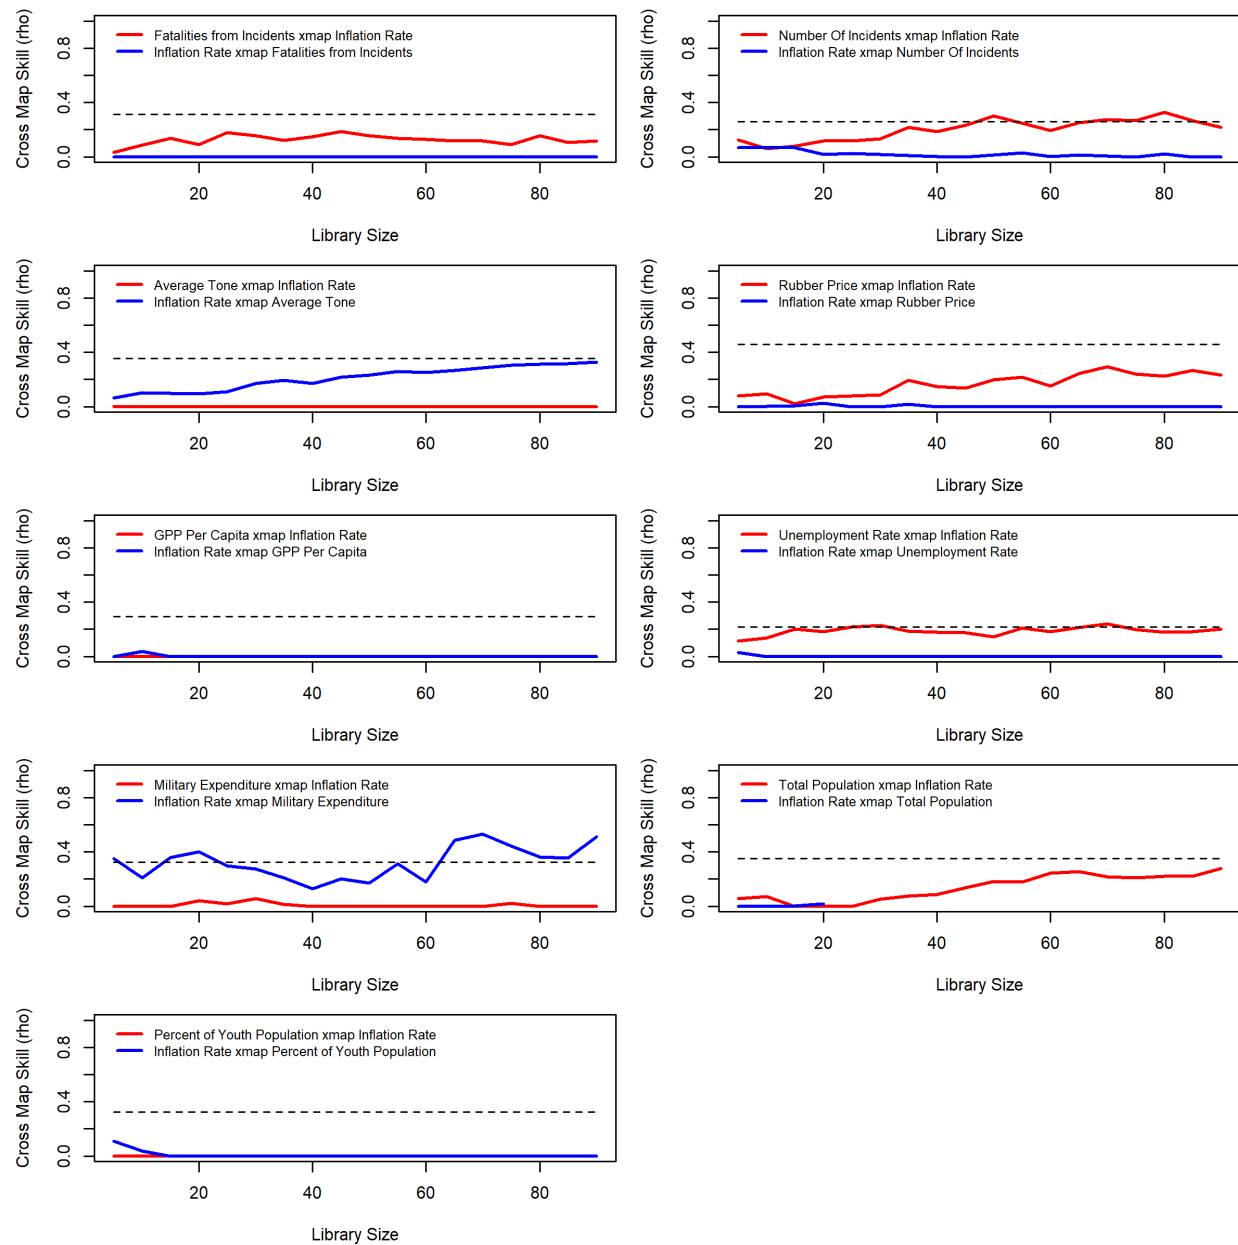 Cross Map Skill (rho)
0.0 0.4 0.8
Fatalities from Incidents xmap Inflation Rate
Inflation Rate xmap Fatalities from Incidents
20 40 60 80
Library Size
Cross Map Skill (rho)
0.0 0.4 0.8
Number Of Incidents xmap Inflation Rate
Inflation Rate xmap Number Of Incidents
20 40 60 80
Library Size
Cross Map Skill (rho)
0.0 0.4 0.8
Average Tone xmap Inflation Rate
Inflation Rate xmap Average Tone
20 40 60 80
Library Size
Cross Map Skill (rho)
0.0 0.4 0.8
Rubber Price xmap Inflation Rate
Inflation Rate xmap Rubber Price
20 40 60 80
Library Size
Cross Map Skill (rho)
0.0 0.4 0.8
GPP Per Capita xmap Inflation Rate
Inflation Rate xmap GPP Per Capita
20 40 60 80
Library Size
Cross Map Skill (rho)
0.0 0.4 0.8
Unemployment Rate xmap Inflation Rate
Inflation Rate xmap Unemployment Rate
20 40 60 80
Library Size
Cross Map Skill (rho)
0.0 0.4 0.8
Military Expenditure xmap Inflation Rate
Inflation Rate xmap Military Expenditure
20 40 60 80
Library Size
Cross Map Skill (rho)
0.0 0.4 0.8
Total Population xmap Inflation Rate
Inflation Rate xmap Total Population
20 40 60 80
Library Size
Cross Map Skill (rho)
0.0 0.4 0.8
Percent of Youth Population xmap Inflation Rate
Inflation Rate xmap Percent of Youth Population
20 40 60 80
Library Size